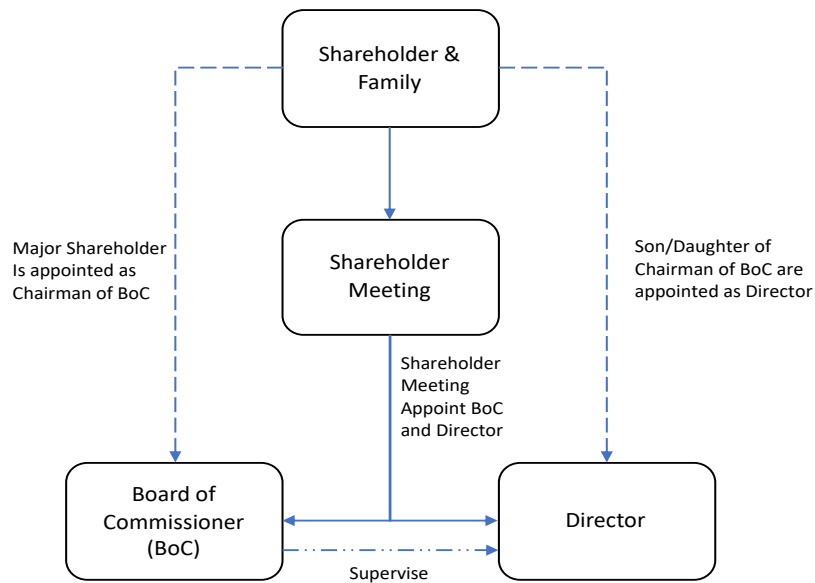 Shareholder &
Family
Major Shareholder
Is appointed as
Chairman of BoC
Shareholder
Meeting
Son/Daughter of
Chairman of BoC are
appointed as Director
Shareholder
Meeting
Appoint BoC
and Director
Board of
Commissioner
(BoC)
Director
Supervise